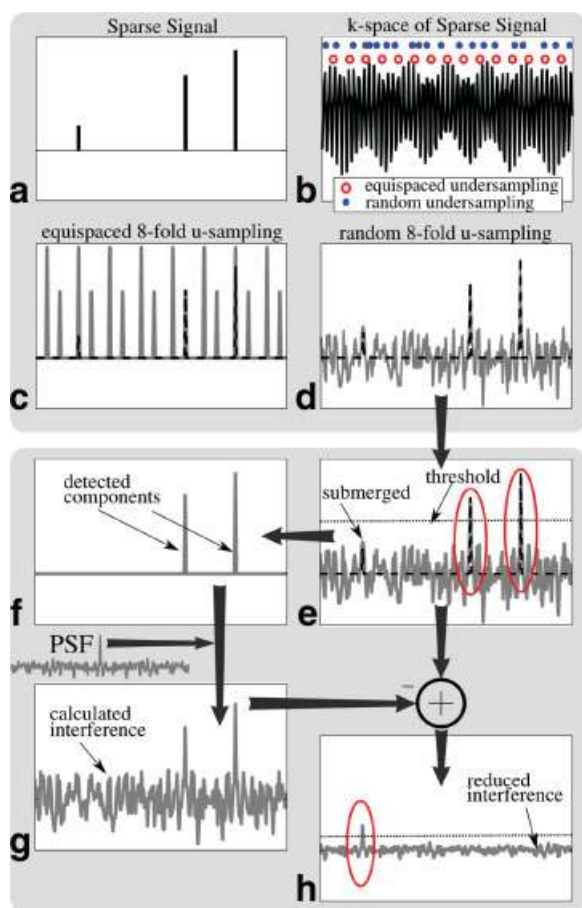 Sparse Signal
k-space of Sparse Signal
a
b
equispaced undersampling
random undersampling
equispaced 8-fold u-sampling
random 8-fold u-sampling
c
d
detected
components
submerged
threshold
f
e
PSF
calculated
interference
−
+
reduced
interference
g
h